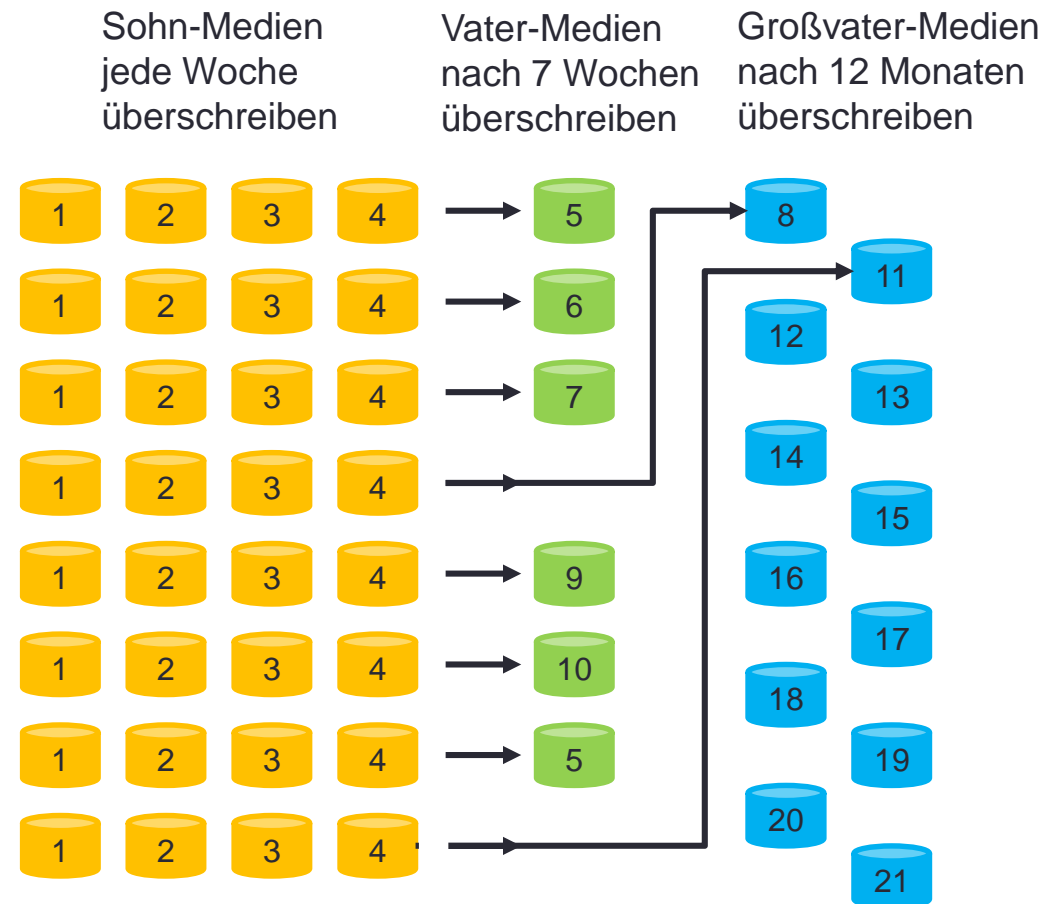 Sohn-Medien
jede Woche
überschreiben
Vater-Medien
nach 7 Wochen
überschreiben
Großvater-Medien
nach 12 Monaten
überschreiben
1 2 3 4 5 8
11
1 2 3 4 6
12
1 2 3 4 7 13
14
1 2 3 4
15
1 2 3 4 9 16
17
1 2 3 4 10
18
1 2 3 4 5 19
20
1 2 3 4
21